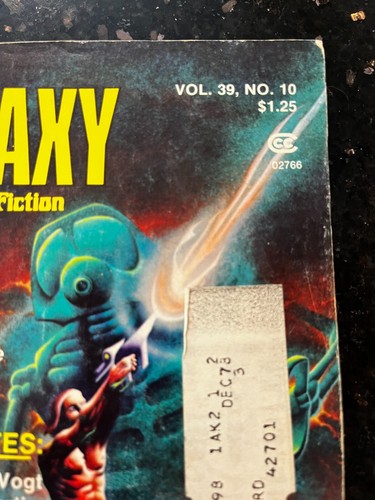 VOL. 39, NO. 10
$1.25
AXY
CC
02766
Fiction
e
TES:
Vogt
98 1AK2 1 2
DEC78
3
RD 42701